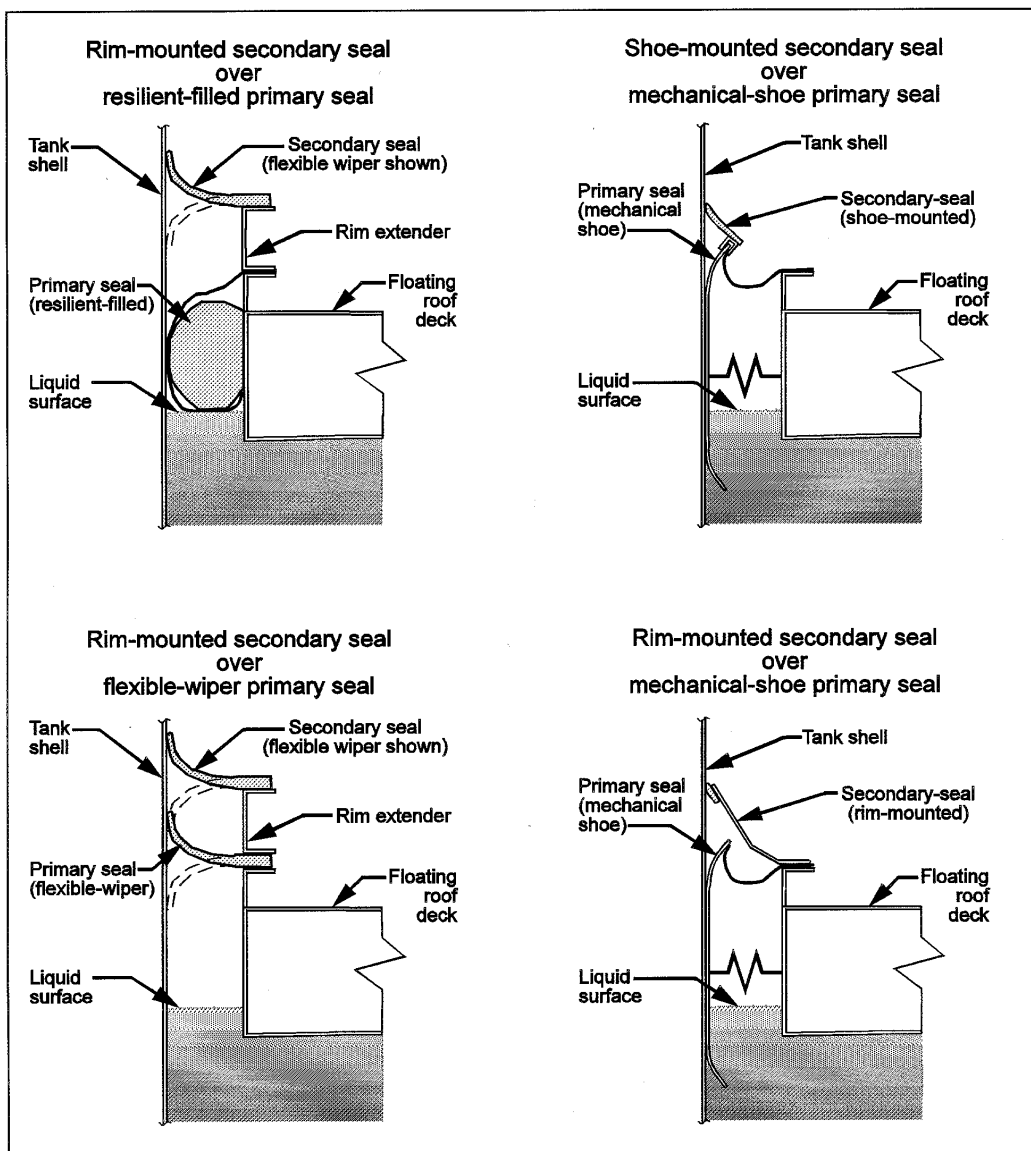 Rim-mounted secondary seal
over
resilient-filled primary seal
Tank
shell
Secondary seal
(flexible wiper shown)
Rim extender
Primary seal
(resilient-filled)
Floating
roof
deck
Liquid
surface
Shoe-mounted secondary seal
over
mechanical-shoe primary seal
Tank shell
Primary seal
(mechanical
shoe)
Secondary-seal
(shoe-mounted)
Floating
roof
deck
Liquid
surface
Rim-mounted secondary seal
over
flexible-wiper primary seal
Tank
shell
Secondary seal
(flexible wiper shown)
Rim extender
Primary seal
(flexible-wiper)
Floating
roof
deck
Liquid
surface
Rim-mounted secondary seal
over
mechanical-shoe primary seal
Tank shell
Primary seal
(mechanical
shoe)
Secondary-seal
(rim-mounted)
Floating
roof
deck
Liquid
surface